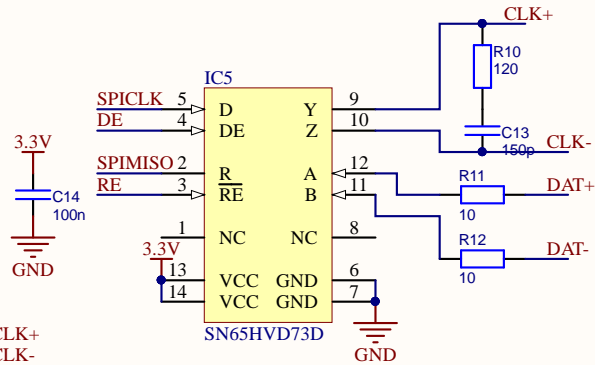 CLK+
R10
120
IC5
SPICLK 5 D Y 9
DE 4 DE Z 10
C13
150p
CLK-
3.3V
SPIMISO 2 R A 12
R11
DAT+
C14
100n
RE 3 RE B 11
10
GND
1 NC NC 8
R12
DAT-
3.3V
10
13 VCC GND 6
14 VCC GND 7
CLK+
CLK-
SN65HVD73D
GND